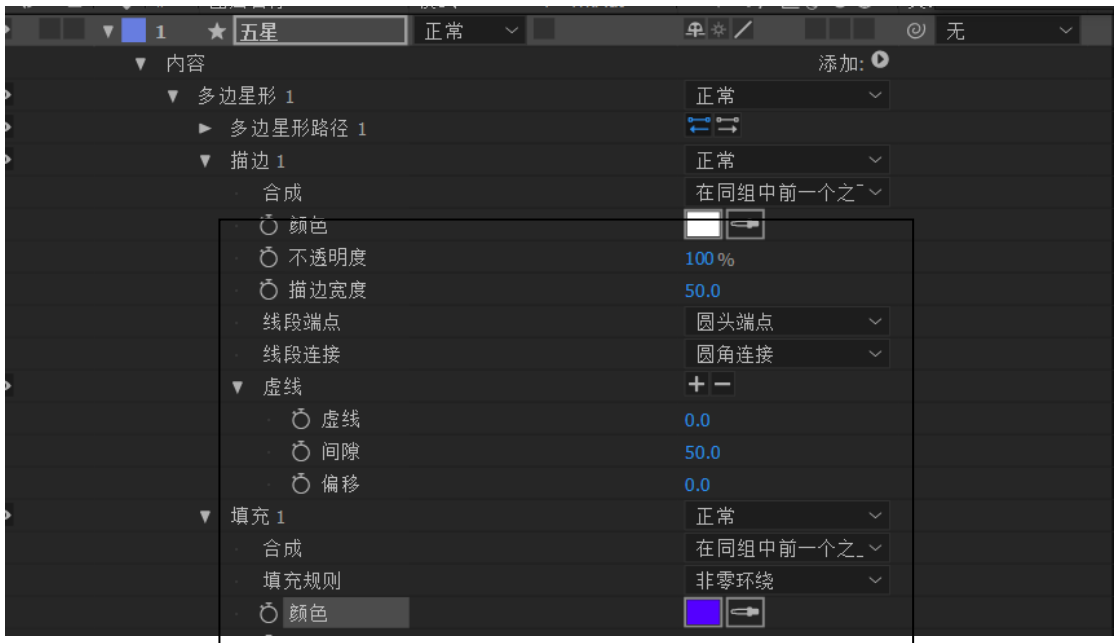 1 五星 正常 无
内容 添加:
多边星形 1 正常
多边星形路径 1
描边 1 正常
合成 在同组中前一个之
颜色
不透明度 100 %
描边宽度 50.0
线段端点 圆头端点
线段连接 圆角连接
虚线
虚线 0.0
间隙 50.0
偏移 0.0
填充 1 正常
合成 在同组中前一个之
填充规则 非零环绕
颜色